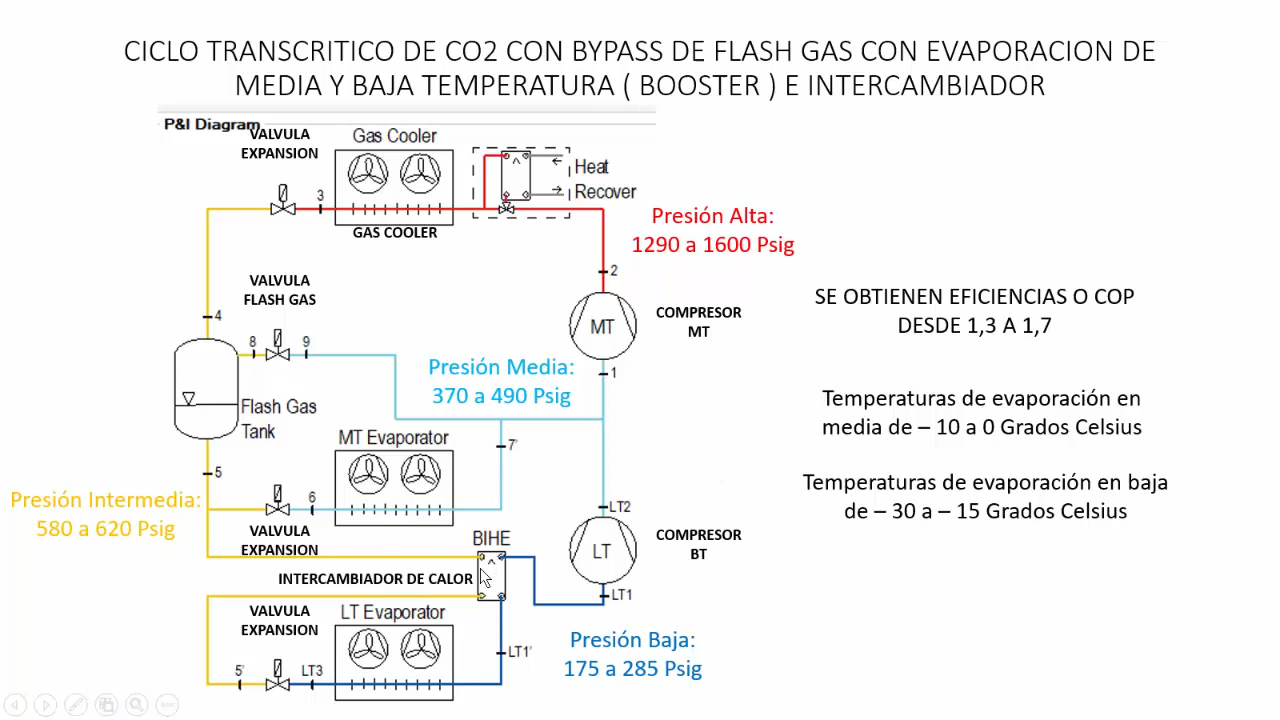 CICLO TRANSCRITICO DE CO2 CON BYPASS DE FLASH GAS CON EVAPORACION DE
MEDIA Y BAJA TEMPERATURA ( BOOSTER ) E INTERCAMBIADOR
P&I Diagram
VALVULA
EXPANSION
Gas Cooler
3
GAS COOLER
Heat
Recover
Presión Alta:
1290 a 1600 Psig
2
MT
COMPRESOR
MT
1
SE OBTIENEN EFICIENCIAS O COP
DESDE 1,3 A 1,7
VALVULA
FLASH GAS
4
8
9
Presión Media:
370 a 490 Psig
Flash Gas
Tank
Temperaturas de evaporación en
media de – 10 a 0 Grados Celsius
MT Evaporator
7'
5
6
Presión Intermedia:
580 a 620 Psig
VALVULA
EXPANSION
Temperaturas de evaporación en baja
de – 30 a – 15 Grados Celsius
LT2
LT
COMPRESOR
BT
LT1
BIHE
INTERCAMBIADOR DE CALOR
VALVULA
EXPANSION
LT Evaporator
LT1'
5'
LT3
Presión Baja:
175 a 285 Psig